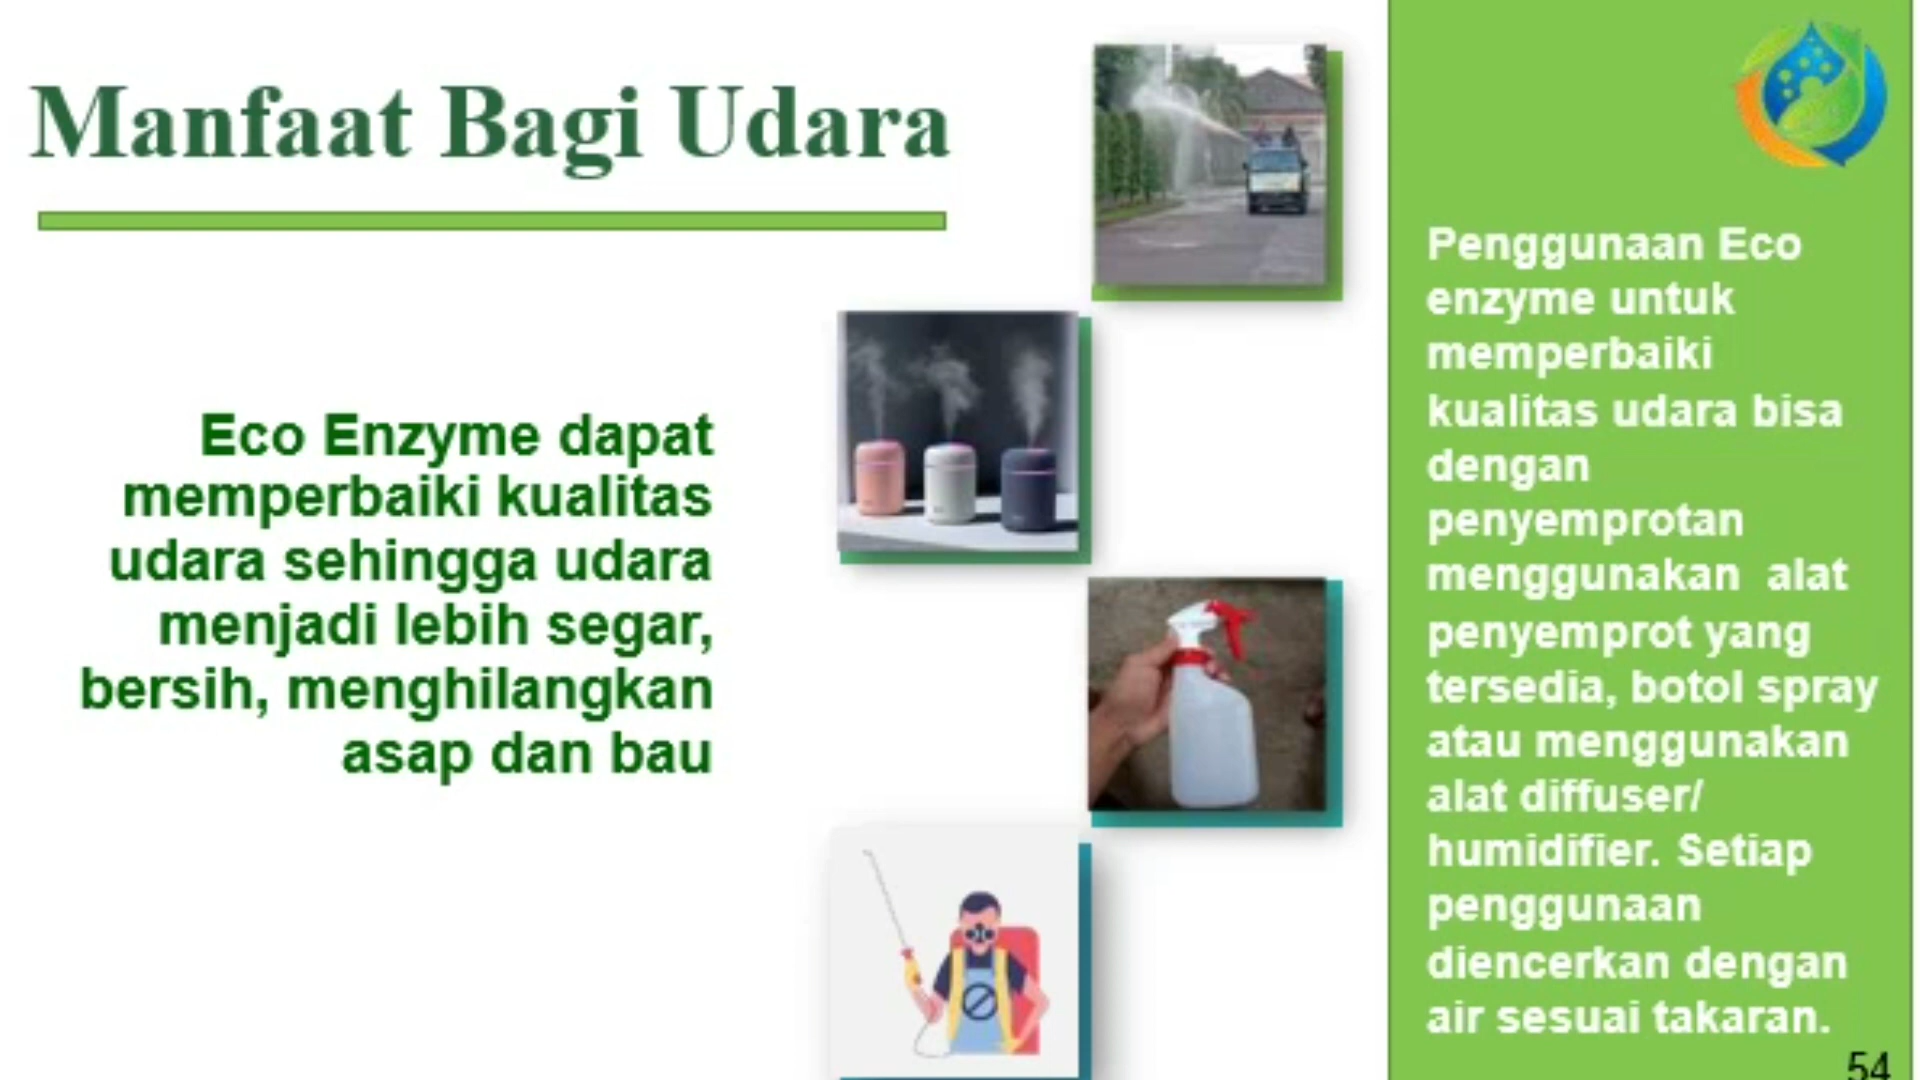 Manfaat Bagi Udara
Eco Enzyme dapat
memperbaiki kualitas
udara sehingga udara
menjadi lebih segar,
bersih, menghilangkan
asap dan bau
Penggunaan Eco
enzyme untuk
memperbaiki
kualitas udara bisa
dengan
penyemprotan
menggunakan alat
penyemprot yang
tersedia, botol spray
atau menggunakan
alat diffuser/
humidifier. Setiap
penggunaan
diencerkan dengan
air sesuai takaran.
54